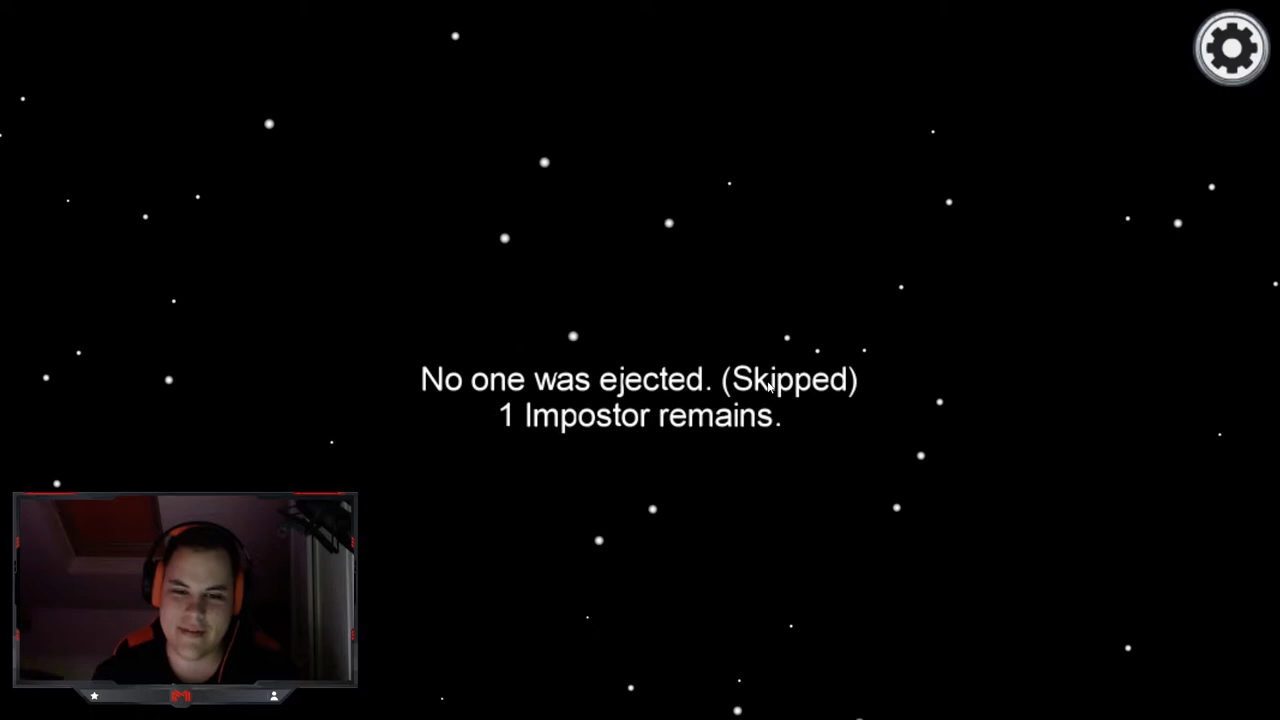 No one was ejected. (Skipped)
1 Impostor remains.